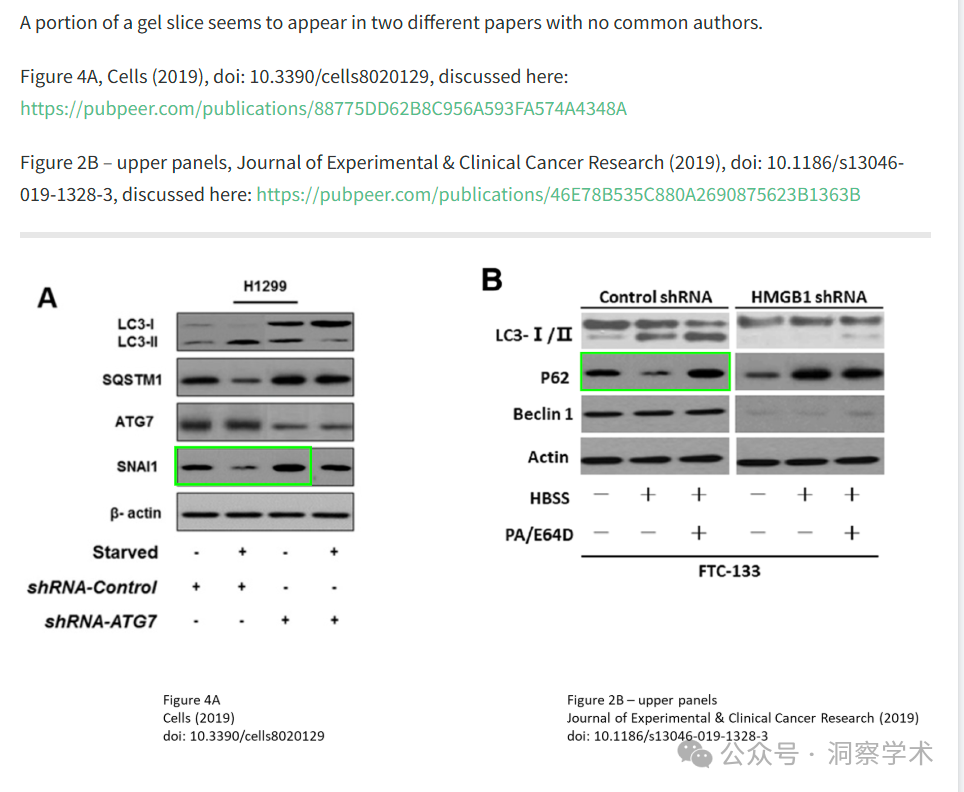 A portion of a gel slice seems to appear in two different papers with no common authors.
Figure 4A, Cells (2019), doi: 10.3390/cells8020129, discussed here:
https://pubpeer.com/publications/88775DD62B8C956A593FA574A4348A
Figure 2B – upper panels, Journal of Experimental & Clinical Cancer Research (2019), doi: 10.1186/s13046-
019-1328-3, discussed here: https://pubpeer.com/publications/46E78B535C880A2690875623B1363B
A
H1299
LC3-I
LC3-II
SQSTM1
ATG7
SNAI1
β- actin
Starved - + - +
shRNA-Control + + - -
shRNA-ATG7 - - + +
Figure 4A
Cells (2019)
doi: 10.3390/cells8020129
B
Control shRNA HMGB1 shRNA
LC3-Ⅰ/Ⅱ
P62
Beclin 1
Actin
HBSS — + + — + +
PA/E64D — — + — — +
FTC-133
Figure 2B – upper panels
Journal of Experimental & Clinical Cancer Research (2019)
doi: 10.1186/s13046-019-1328-3
公众号 · 洞察学术